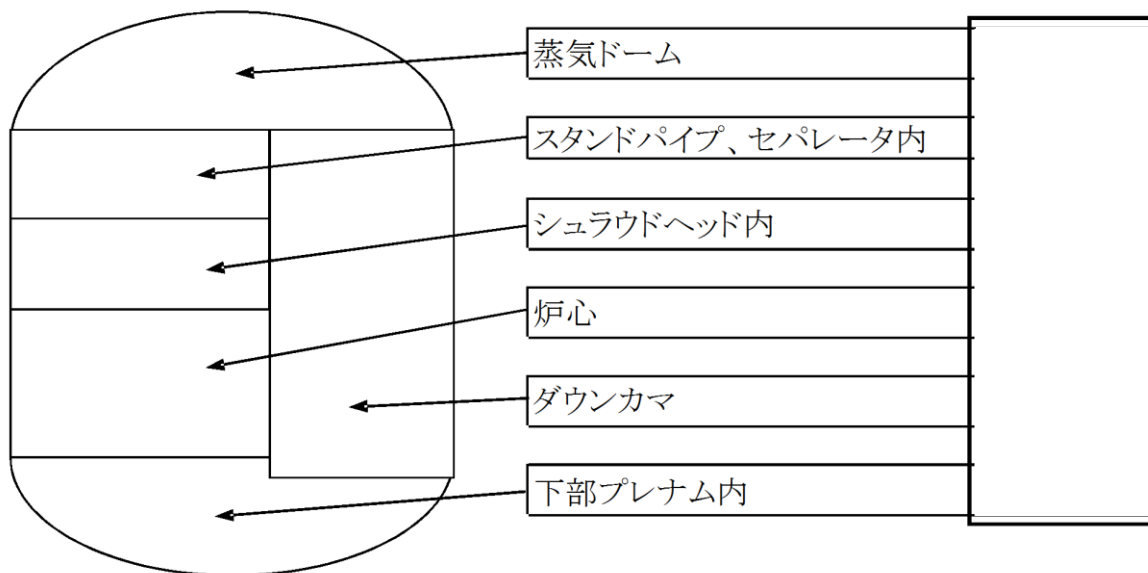 蒸気ドーム
スタンドパイプ、セパレータ内
シュラウドヘッド内
炉心
ダウンカマ
下部プレナム内